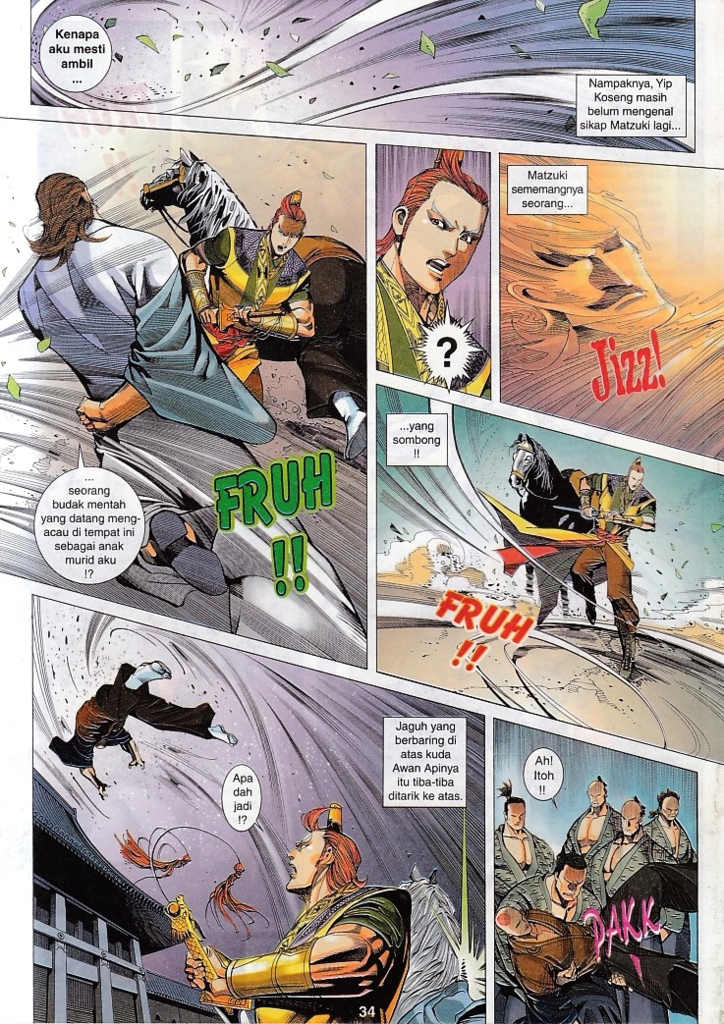 Kenapa
aku mesti
ambil
...
Nampaknya, Yip
Koseng masih
belum mengenal
sikap Matzuki lagi...
...
seorang
budak mentah
yang datang meng-
acau di tempat ini
sebagai anak
murid aku
!?
FRUH
!!
?
Matzuki
sememangnya
seorang...
Jizz!
...yang
sombong
!!
FRUH
!!
Apa
dah
jadi
!?
Jaguh yang
berbaring di
atas kuda
Awan Apinya
itu tiba-tiba
ditarik ke atas.
Ah!
Itoh
!!
PAKK
!
34